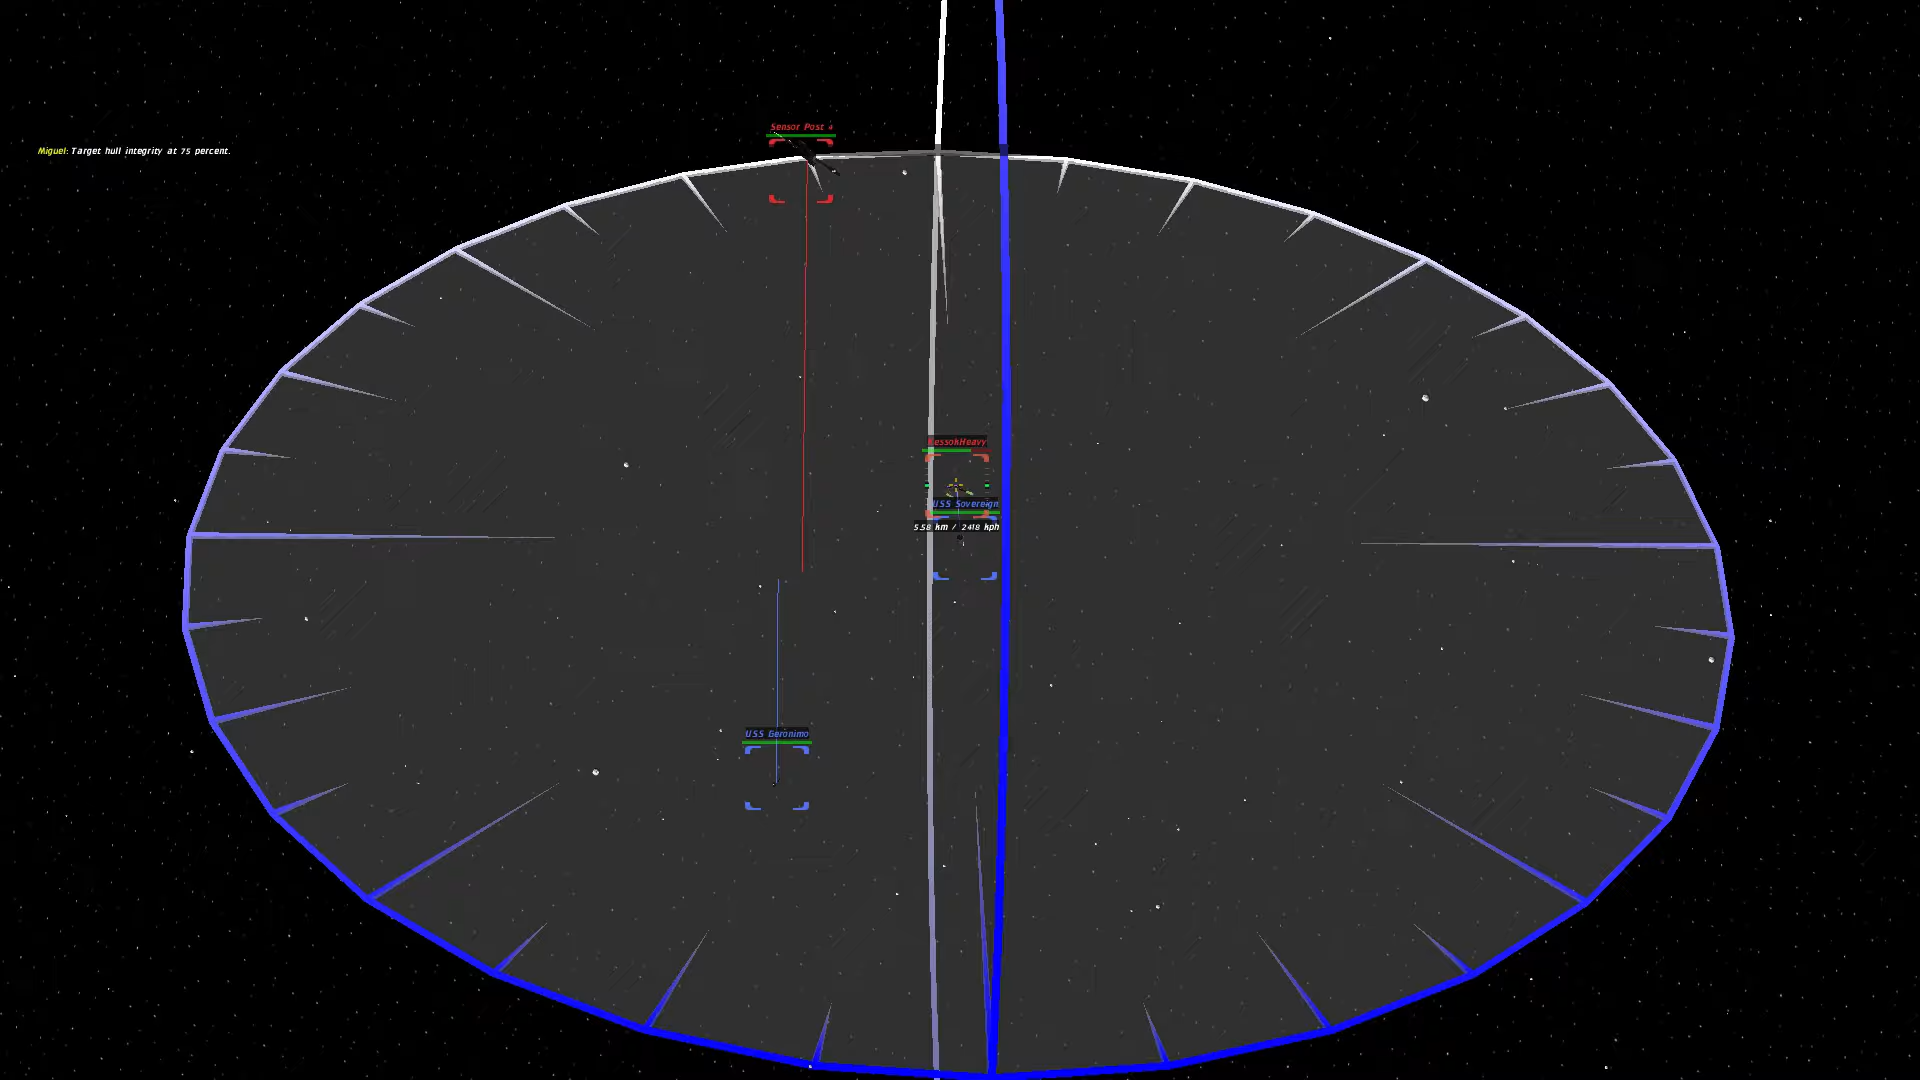 Sensor Post 4
Miguel: Target hull integrity at 75 percent.
KessokHeavy
USS Sovereign
5.58 km / 2418 kph
USS Geronimo